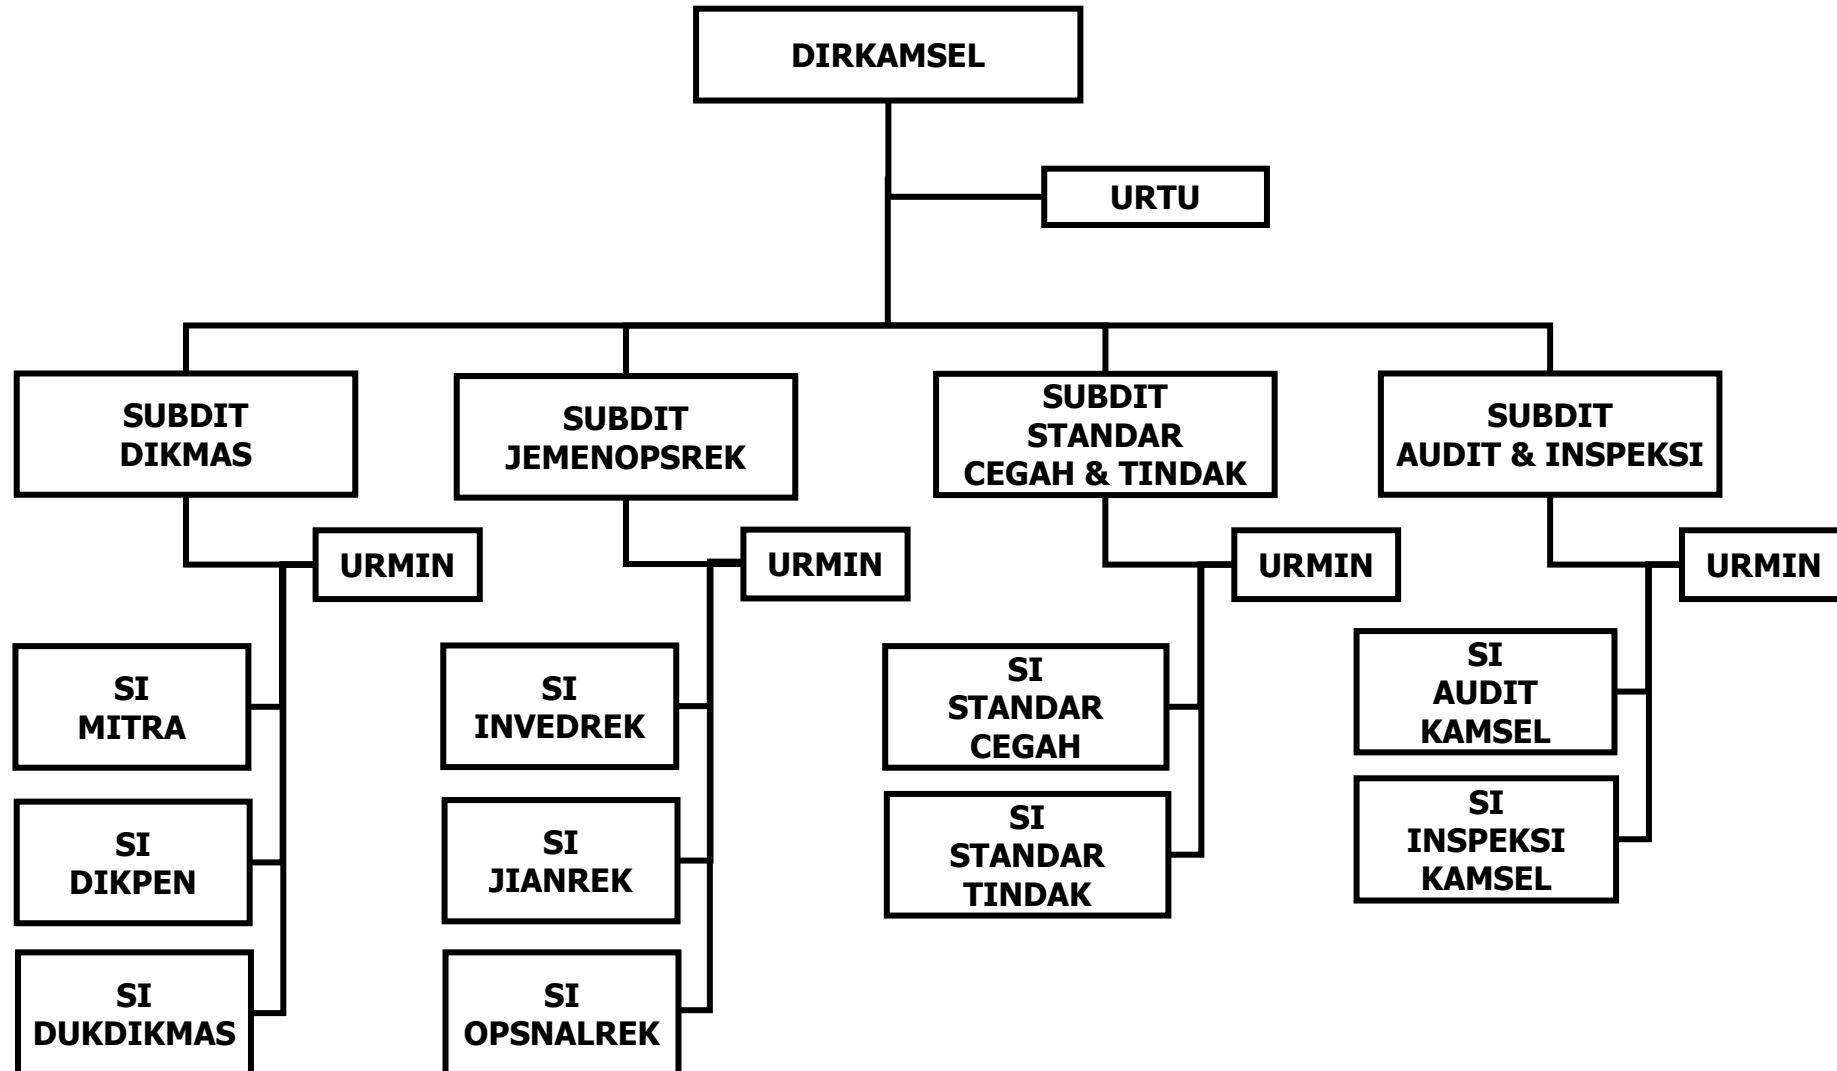 DIRKAMSEL
URTU
SUBDIT
DIKMAS
SUBDIT
JEMENOPSREK
SUBDIT
STANDAR
CEGAH & TINDAK
SUBDIT
AUDIT & INSPEKSI
URMIN
URMIN
URMIN
URMIN
SI
MITRA
SI
INVEDREK
SI
STANDAR
CEGAH
SI
AUDIT
KAMSEL
SI
DIKPEN
SI
JIANREK
SI
STANDAR
TINDAK
SI
INSPEKSI
KAMSEL
SI
DUKDIKMAS
SI
OPSNALREK